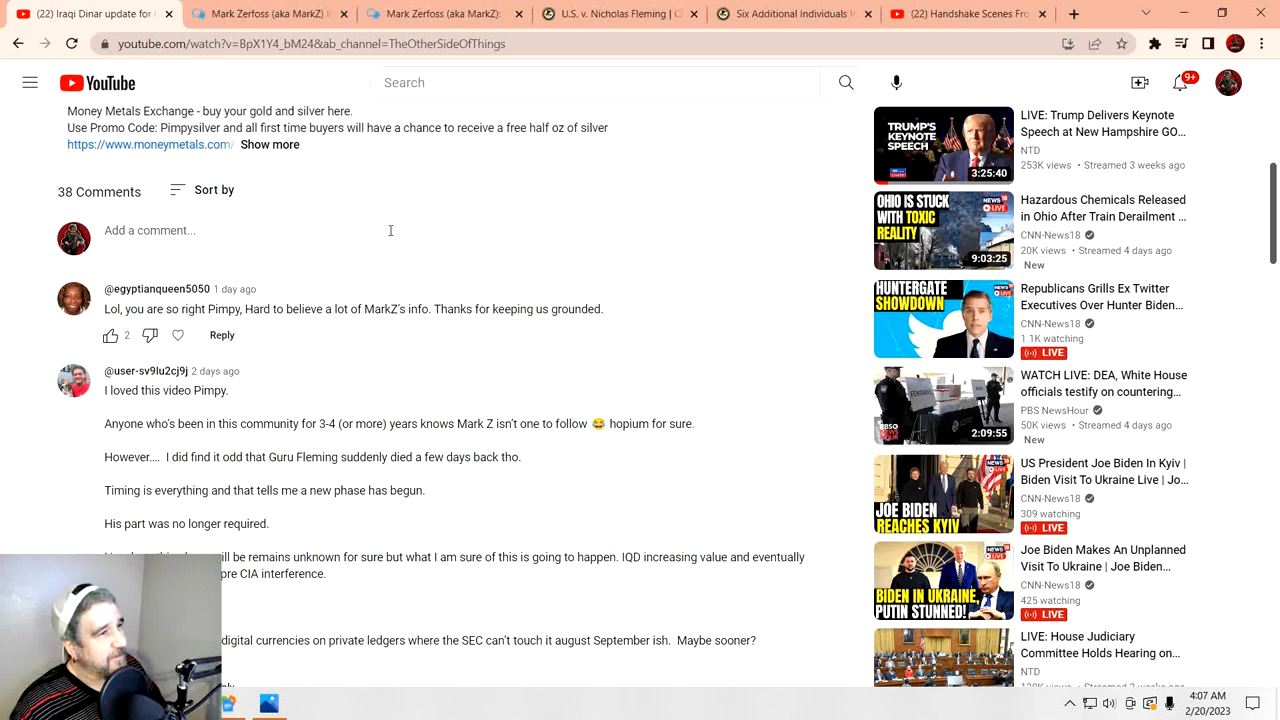 (22) Iraqi Dinar update for
Mark Zerfoss (aka MarkZ) I
Mark Zerfoss (aka MarkZ):
U.S. v. Nicholas Fleming | C
Six Additional Individuals I
(22) Handshake Scenes Fro
youtube.com/watch?v=BpX1Y4_bM24&ab_channel=TheOtherSideOfThings
YouTube
Search
9+
Money Metals Exchange - buy your gold and silver here.
Use Promo Code: Pimpysilver and all first time buyers will have a chance to receive a free half oz of silver
https://www.moneymetals.com/ Show more
38 Comments
Sort by
Add a comment...
@egyptianqueen5050 1 day ago
Lol, you are so right Pimpy, Hard to believe a lot of MarkZ's info. Thanks for keeping us grounded.
2
Reply
@user-sv9lu2cj9j 2 days ago
I loved this video Pimpy.
Anyone who's been in this community for 3-4 (or more) years knows Mark Z isn't one to follow 😂 hopium for sure.
However.... I did find it odd that Guru Fleming suddenly died a few days back tho.
Timing is everything and that tells me a new phase has begun.
His part was no longer required.
ill be remains unknown for sure but what I am sure of this is going to happen. IQD increasing value and eventually
pre CIA interference.
digital currencies on private ledgers where the SEC can't touch it august September ish. Maybe sooner?
TRUMP'S
KEYNOTE
SPEECH
3:25:40
LIVE: Trump Delivers Keynote
Speech at New Hampshire GO...
NTD
253K views • Streamed 3 weeks ago
OHIO IS STUCK
WITH TOXIC
REALITY
NEWS
LIVE
9:03:25
Hazardous Chemicals Released
in Ohio After Train Derailment ...
CNN-News18
20K views • Streamed 4 days ago
New
HUNTERGATE
SHOWDOWN
NEWS
LIVE
Republicans Grills Ex Twitter
Executives Over Hunter Biden...
CNN-News18
1.1K watching
LIVE
PBS
NEWS
HOUR
2:09:55
WATCH LIVE: DEA, White House
officials testify on countering...
PBS NewsHour
50K views • Streamed 4 days ago
New
NEWS
LIVE
JOE BIDEN
REACHES KYIV
US President Joe Biden In Kyiv |
Biden Visit To Ukraine Live | Jo...
CNN-News18
309 watching
LIVE
NEWS
LIVE
BIDEN IN UKRAINE,
PUTIN STUNNED!
Joe Biden Makes An Unplanned
Visit To Ukraine | Joe Biden...
CNN-News18
425 watching
LIVE
LIVE: House Judiciary
Committee Holds Hearing on...
NTD
4:07 AM
2/20/2023